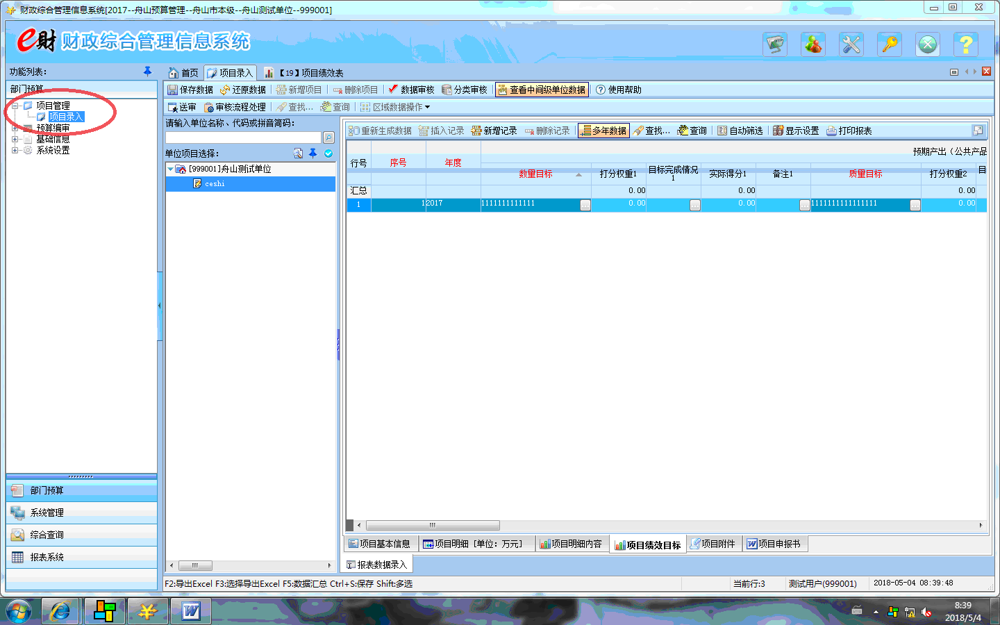 财政综合管理信息系统[2017--舟山预算管理--舟山市本级--舟山测试单位--999001]
e财 财政综合管理信息系统
功能列表:
首页 项目录入 【19】项目绩效表
部门预算
保存数据 还原数据 新增项目 删除项目 数据审核 分类审核 查看中间级单位数据 使用帮助
送审 审核流程处理 查找... 查询 区域数据操作
项目管理
项目录入
预算编审
基础信息
系统设置
请输入单位名称、代码或拼音简码:
单位项目选择:
[999001]舟山测试单位
ceshi
重新生成数据 插入记录 新增记录 删除记录 多年数据 查找... 查询 自动筛选 显示设置 打印报表
预期产出（公共产品
行号 序号 年度 数量目标 打分权重1 目标完成情况1 实际得分1 备注1 质量目标 打分权重2 目
汇总 0.00 0.00 0.00
1 1 2017 1111111111111 0.00 0.00 1111111111111111 0.00
项目基本信息 项目明细［单位：万元］ 项目明细内容 项目绩效目标 项目附件 项目申报书
报表数据录入
部门预算
系统管理
综合查询
报表系统
F2:导出Excel F3:选择导出Excel F5:数据汇总 Ctrl+S:保存 Shift:多选
当前行:3 测试用户(999001) 2018-05-04 08:39:48
8:39
2018/5/4